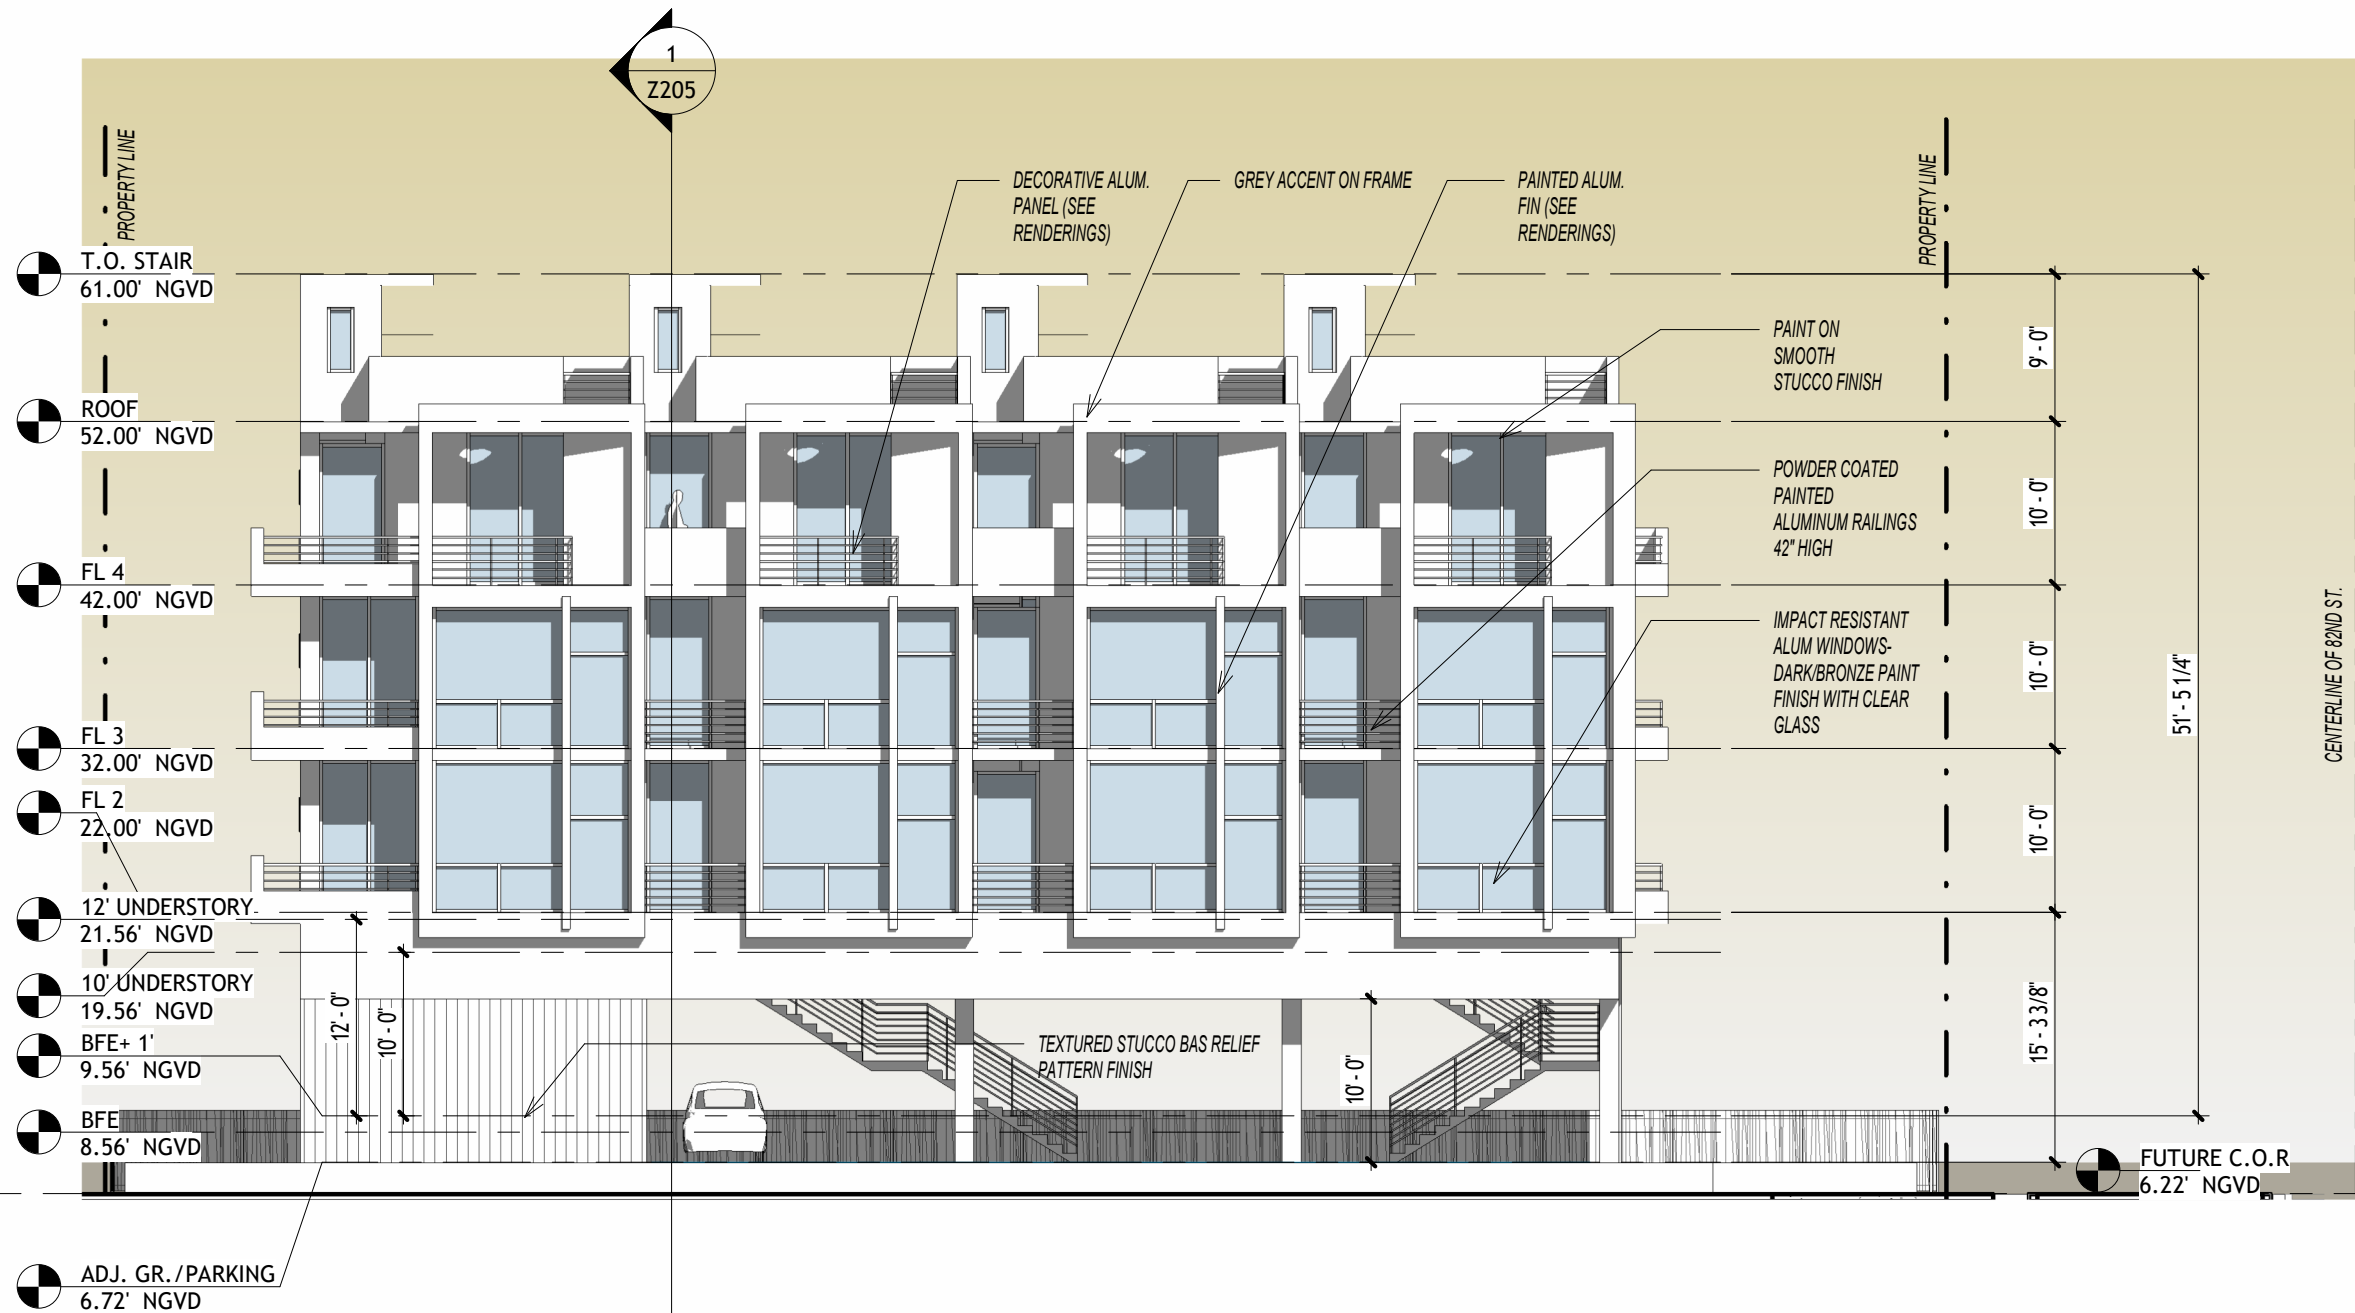 1
Z205
PROPERTY LINE
PROPERTY LINE
DECORATIVE ALUM.
PANEL (SEE
RENDERINGS)
GREY ACCENT ON FRAME
PAINTED ALUM.
FIN (SEE
RENDERINGS)
T.O. STAIR
61.00' NGVD
PAINT ON
SMOOTH
STUCCO FINISH
9' - 0"
ROOF
52.00' NGVD
POWDER COATED
PAINTED
ALUMINUM RAILINGS
42" HIGH
10' - 0"
FL 4
42.00' NGVD
IMPACT RESISTANT
ALUM WINDOWS-
DARK/BRONZE PAINT
FINISH WITH CLEAR
GLASS
10' - 0"
51' - 5 1/4"
CENTERLINE OF 82ND ST.
FL 3
32.00' NGVD
FL 2
22.00' NGVD
10' - 0"
12' UNDERSTORY
21.56' NGVD
10' UNDERSTORY
19.56' NGVD
12' - 0"
10' - 0"
BFE+ 1'
9.56' NGVD
TEXTURED STUCCO BAS RELIEF
PATTERN FINISH
10' - 0"
15' - 3 3/8"
BFE
8.56' NGVD
FUTURE C.O.R
6.22' NGVD
ADJ. GR./PARKING
6.72' NGVD